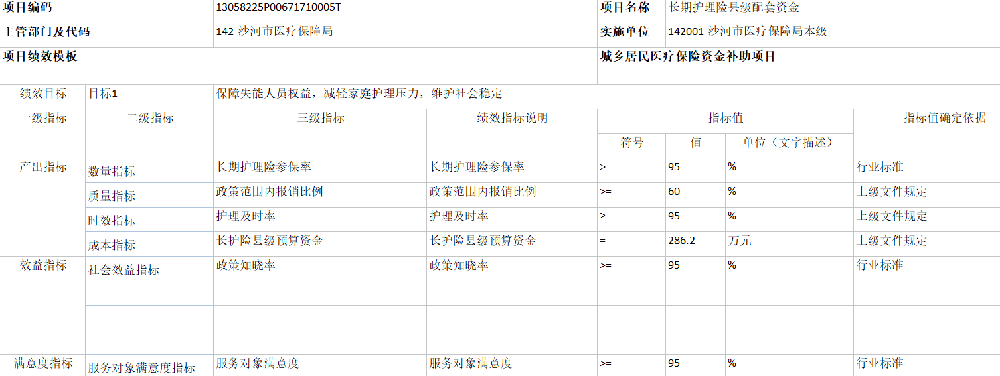 项目编码 13058225P00671710005T 项目名称 长期护理险县级配套资金
主管部门及代码 142-沙河市医疗保障局 实施单位 142001-沙河市医疗保障局本级
项目绩效模板 城乡居民医疗保险资金补助项目
绩效目标 目标1 保障失能人员权益，减轻家庭护理压力，维护社会稳定
一级指标 二级指标 三级指标 绩效指标说明 指标值 指标值确定依据
符号 值 单位（文字描述）
产出指标 数量指标 长期护理险参保率 长期护理险参保率 >= 95 % 行业标准
质量指标 政策范围内报销比例 政策范围内报销比例 >= 60 % 上级文件规定
时效指标 护理及时率 护理及时率 ≥ 95 % 上级文件规定
成本指标 长护险县级预算资金 长护险县级预算资金 = 286.2 万元 上级文件规定
效益指标 社会效益指标 政策知晓率 政策知晓率 >= 95 % 行业标准
满意度指标 服务对象满意度指标 服务对象满意度 服务对象满意度 >= 95 % 行业标准